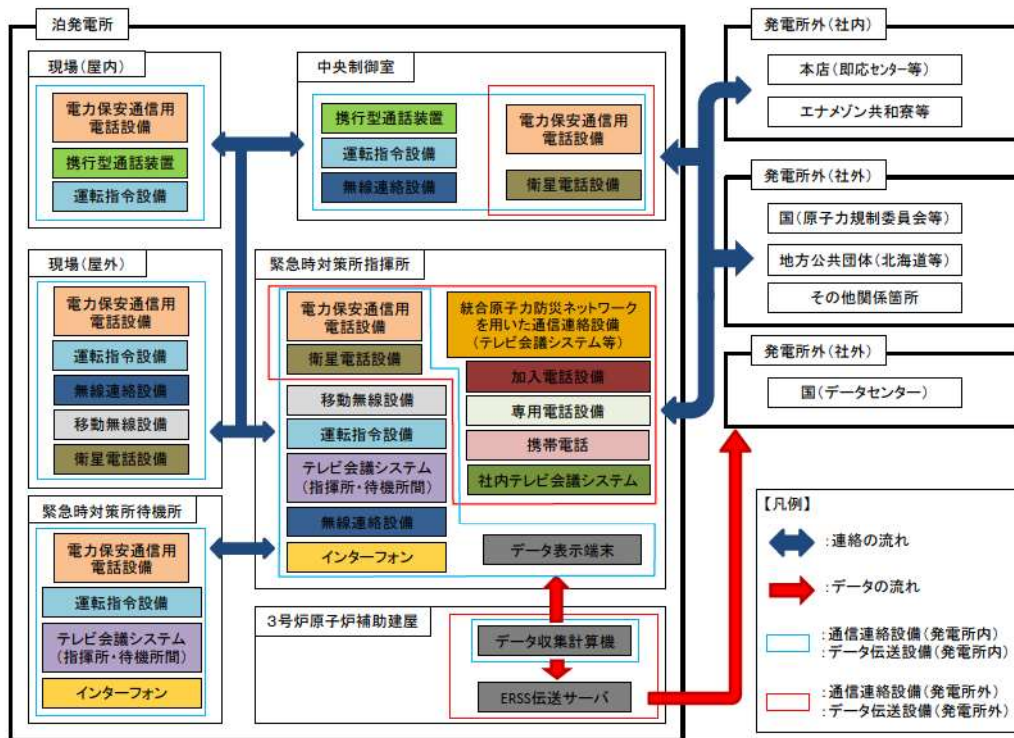 泊発電所
現場(屋内)
電力保安通信用
電話設備
携行型通話装置
運転指令設備
中央制御室
携行型通話装置
運転指令設備
無線連絡設備
電力保安通信用
電話設備
衛星電話設備
現場(屋外)
電力保安通信用
電話設備
運転指令設備
無線連絡設備
移動無線設備
衛星電話設備
緊急時対策所指揮所
電力保安通信用
電話設備
衛星電話設備
移動無線設備
運転指令設備
テレビ会議システム
(指揮所・待機所間)
無線連絡設備
インターフォン
統合原子力防災ネットワーク
を用いた通信連絡設備
(テレビ会議システム等)
加入電話設備
専用電話設備
携帯電話
社内テレビ会議システム
データ表示端末
緊急時対策所待機所
電力保安通信用
電話設備
運転指令設備
テレビ会議システム
(指揮所・待機所間)
インターフォン
3号炉原子炉補助建屋
データ収集計算機
ERSS伝送サーバ
発電所外(社内)
本店(即応センター等)
エナメゾン共和寮等
発電所外(社外)
国(原子力規制委員会等)
地方公共団体(北海道等)
その他関係箇所
発電所外(社外)
国(データセンター)
【凡例】
:連絡の流れ
:データの流れ
:通信連絡設備(発電所内)
:データ伝送設備(発電所内)
:通信連絡設備(発電所外)
:データ伝送設備(発電所外)